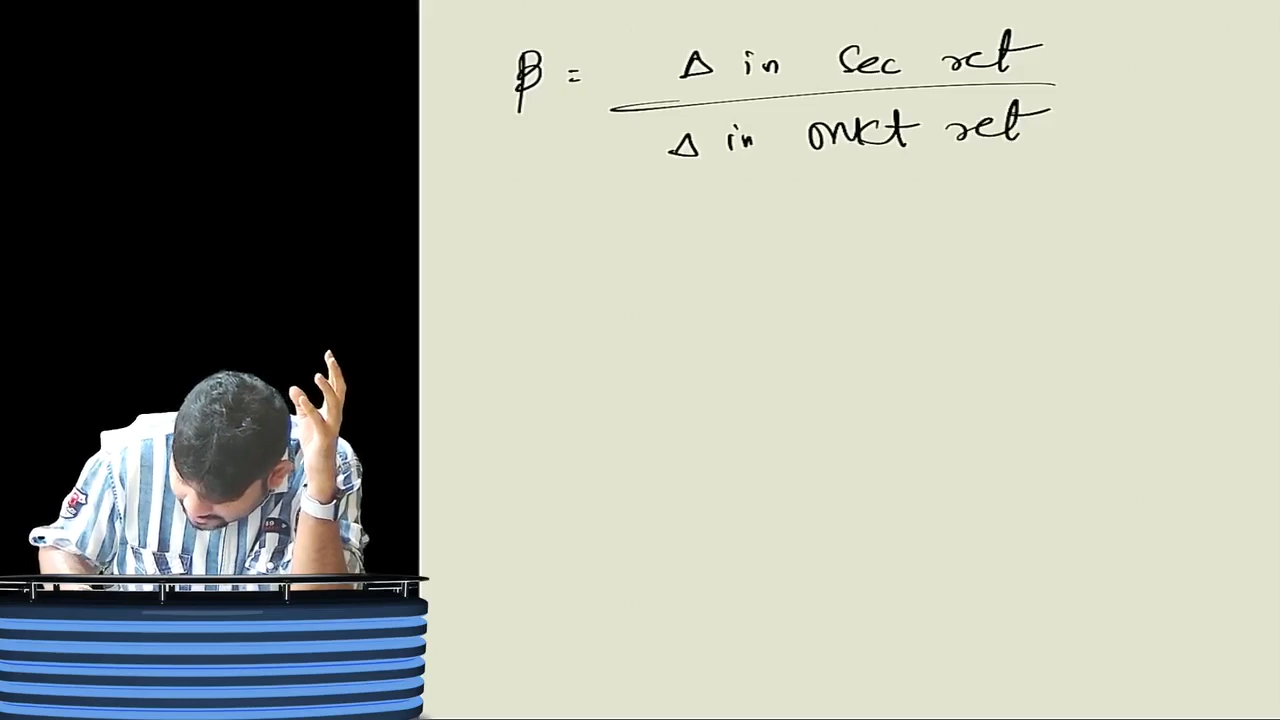 β = Δ in sec ret
Δ in mkt ret